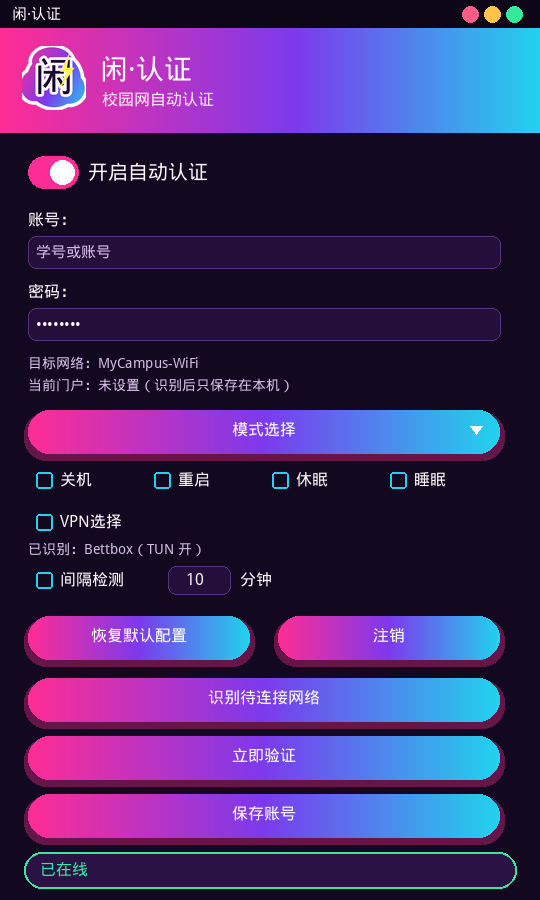 闲·认证
闲
闲·认证
校园网自动认证
开启自动认证
账号:
学号或账号
密码:
••••••••
目标网络: MyCampus-WiFi
当前门户: 未设置 ( 识别后只保存在本机 )
模式选择
关机 重启 休眠 睡眠
VPN选择
已识别: Bettbox ( TUN 开 )
间隔检测 10 分钟
恢复默认配置 注销
识别待连接网络
立即验证
保存账号
已在线